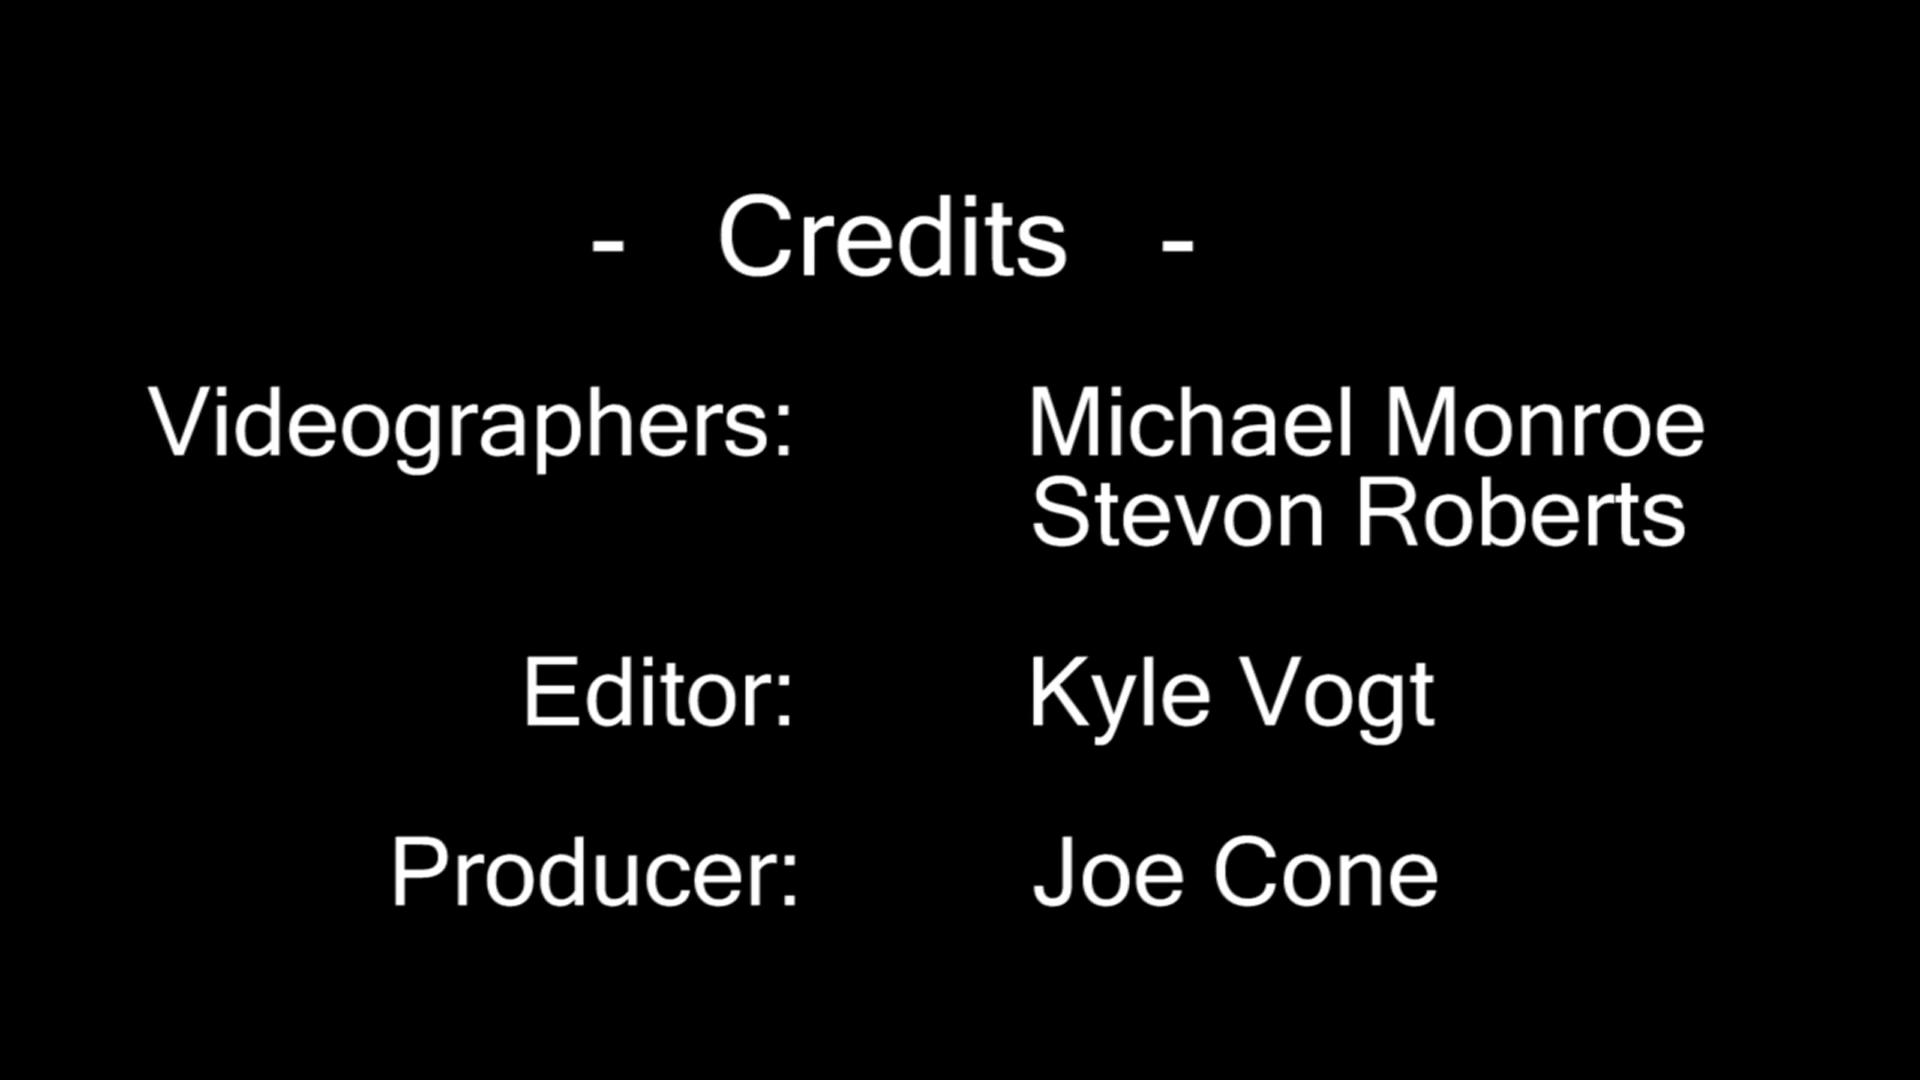 - Credits -
Videographers: Michael Monroe
Stevon Roberts
Editor: Kyle Vogt
Producer: Joe Cone